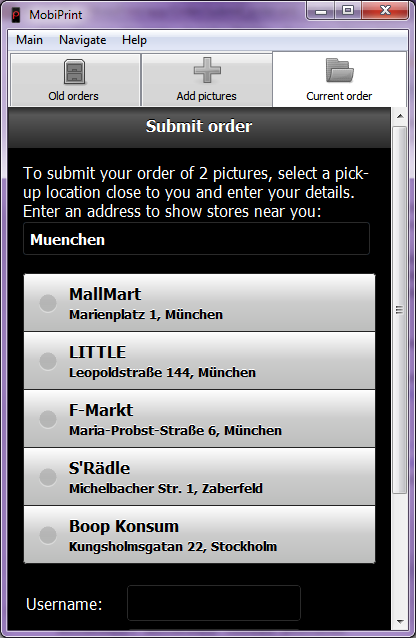 MobiPrint
Main Navigate Help
Old orders
Add pictures
Current order
Submit order
To submit your order of 2 pictures, select a pick-
up location close to you and enter your details.
Enter an address to show stores near you:
Muenchen
MallMart
Marienplatz 1, München
LITTLE
Leopoldstraße 144, München
F-Markt
Maria-Probst-Straße 6, München
S'Rädle
Michelbacher Str. 1, Zaberfeld
Boop Konsum
Kungsholmsgatan 22, Stockholm
Username: